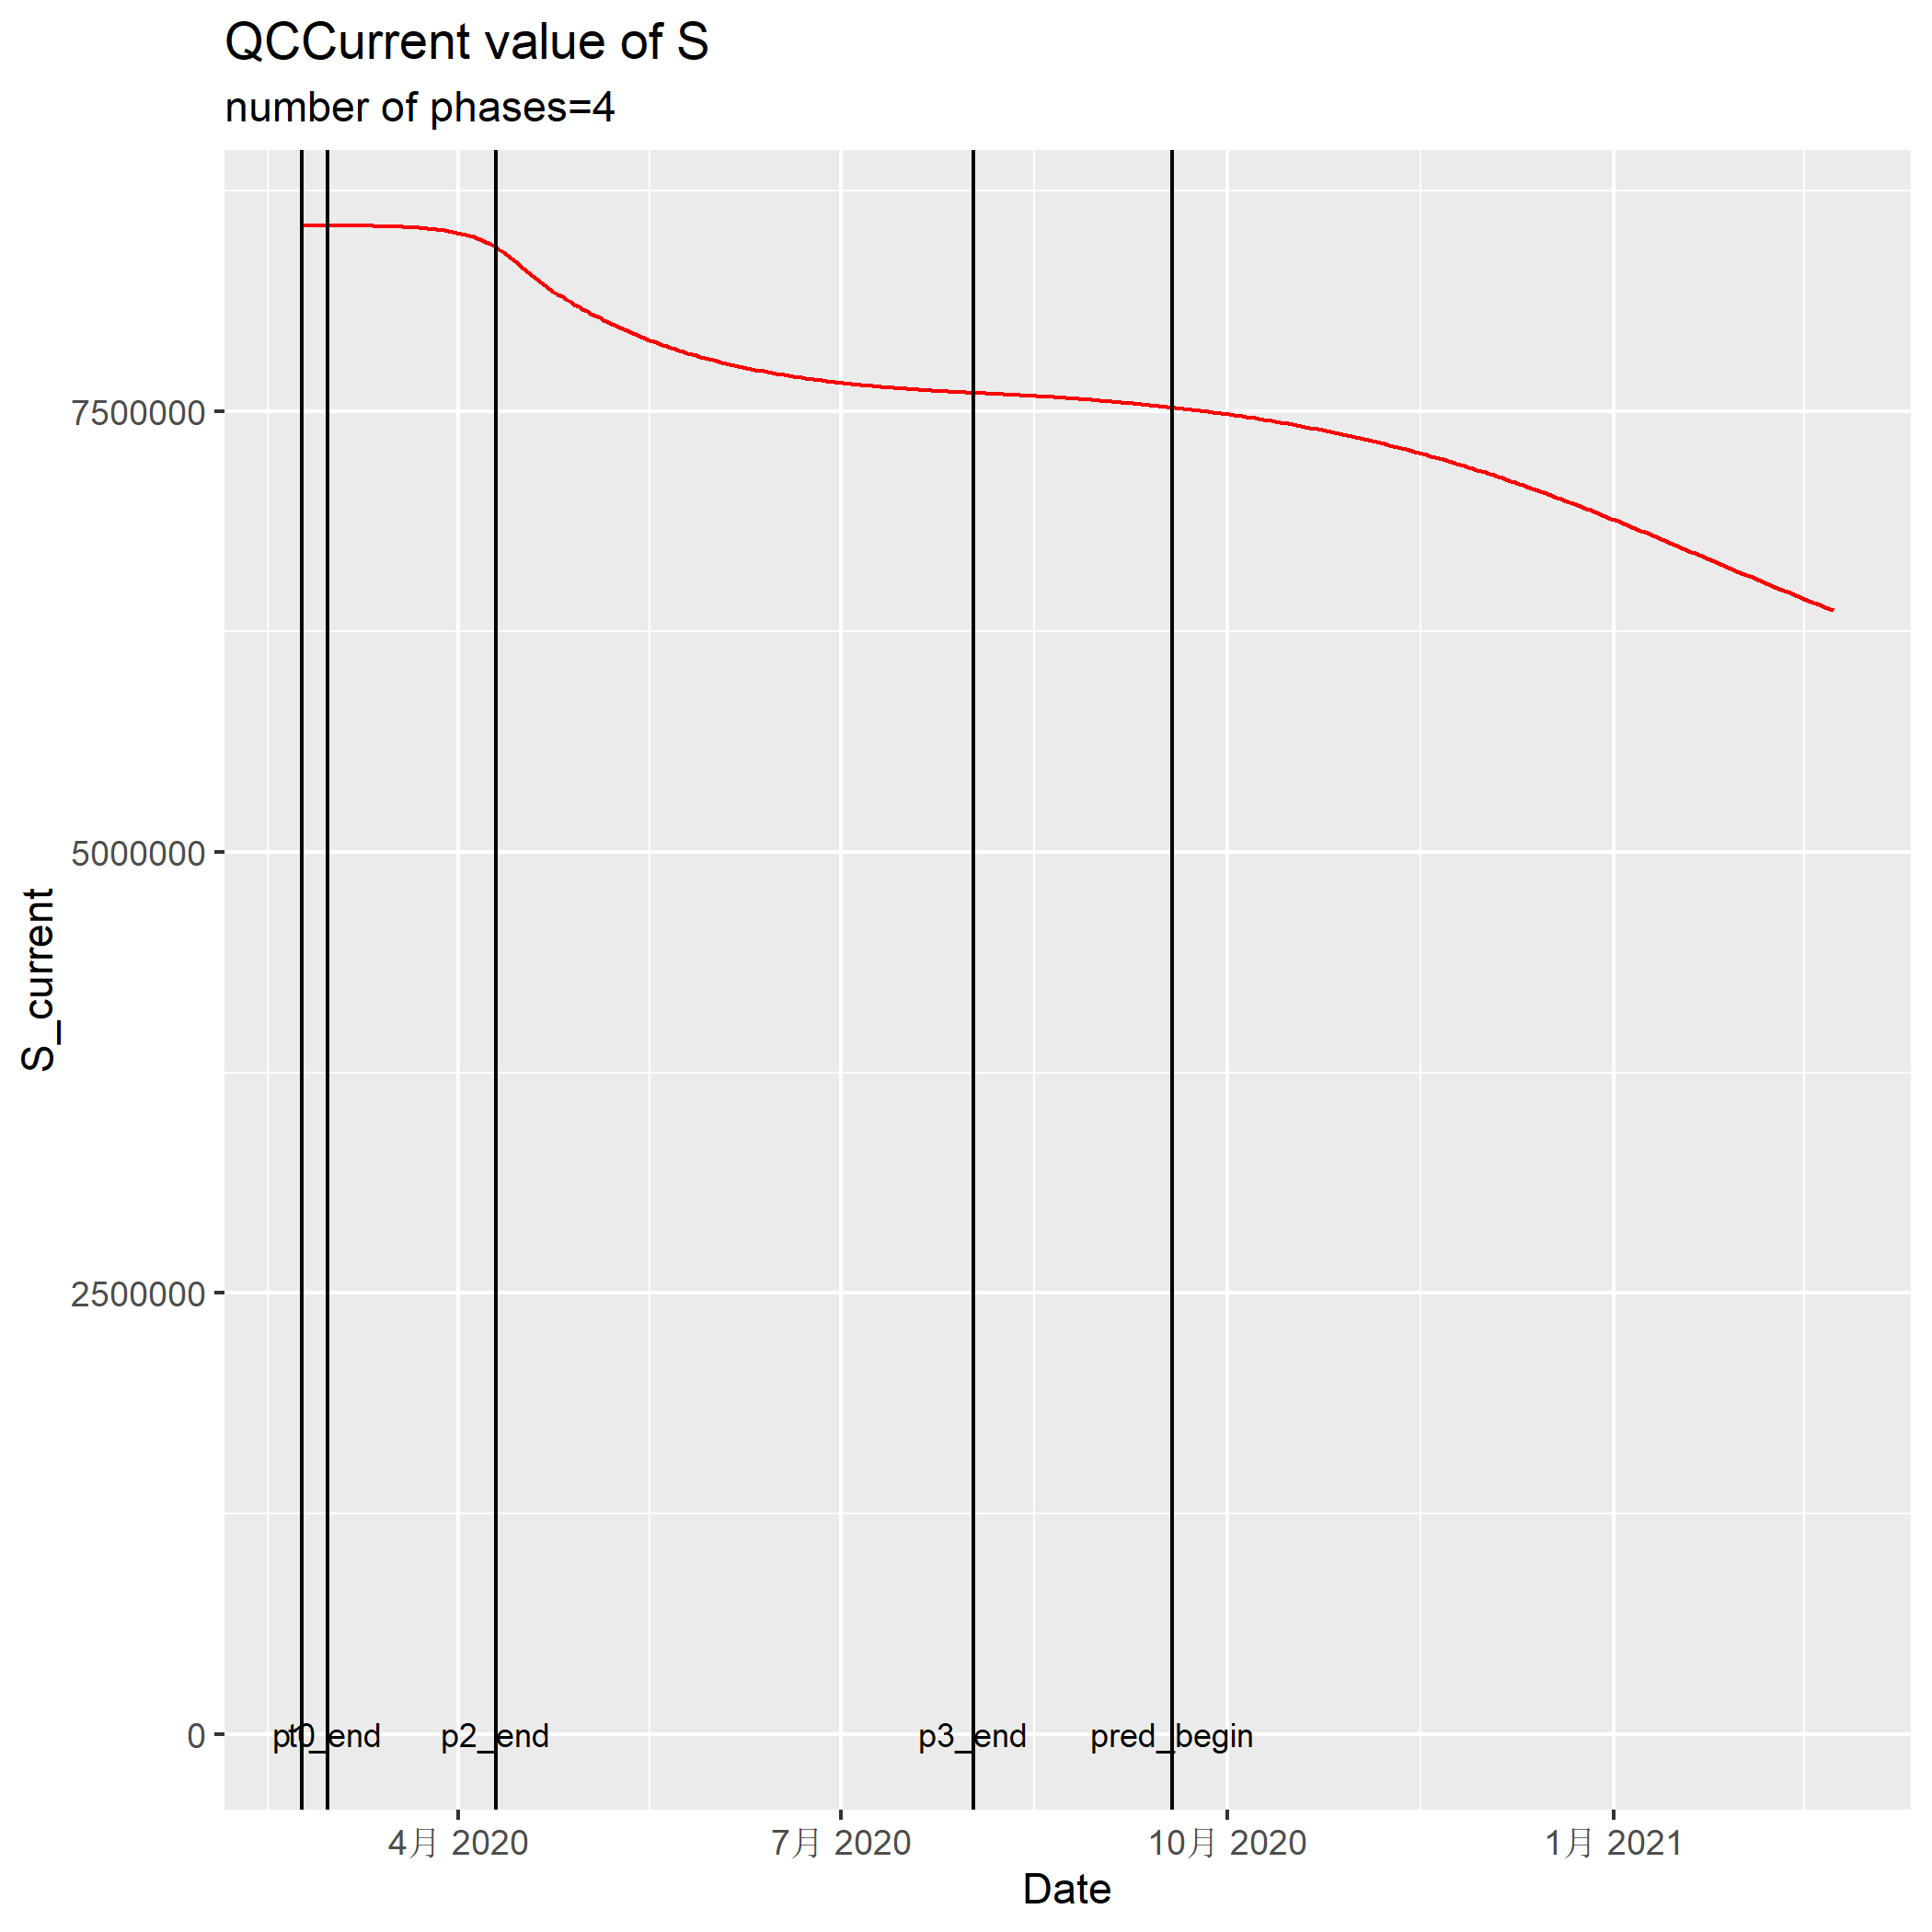 QCCurrent value of S
number of phases=4
S_current
7500000
5000000
2500000
0
t0
p2_end
p3_end
pred_begin
4月 2020
7月 2020
10月 2020
1月 2021
Date